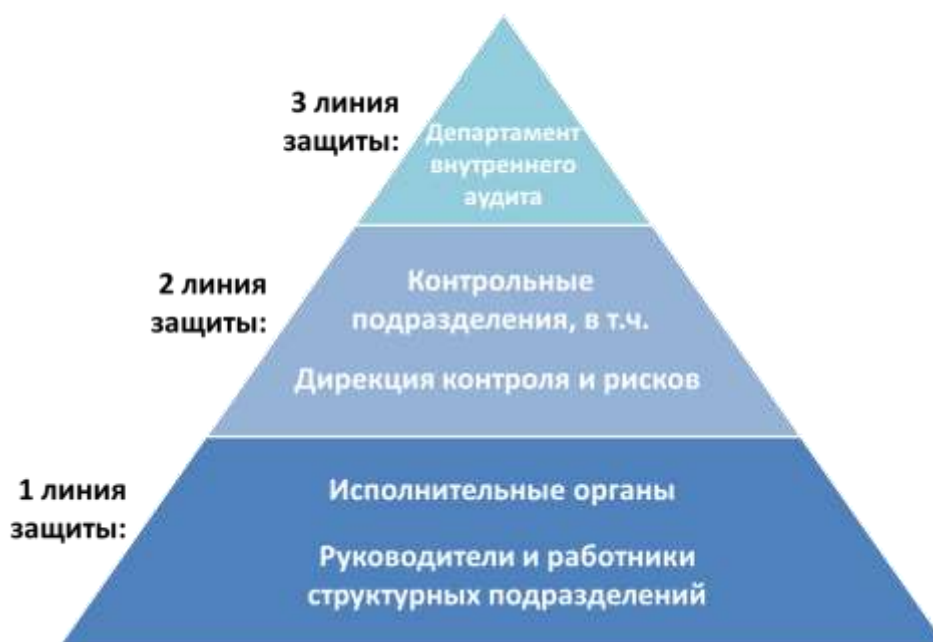 3 линия
защиты:
Департамент
внутреннего
аудита
2 линия
защиты:
Контрольные
подразделения, в т.ч.
Дирекция контроля и рисков
1 линия
защиты:
Исполнительные органы
Руководители и работники
структурных подразделений